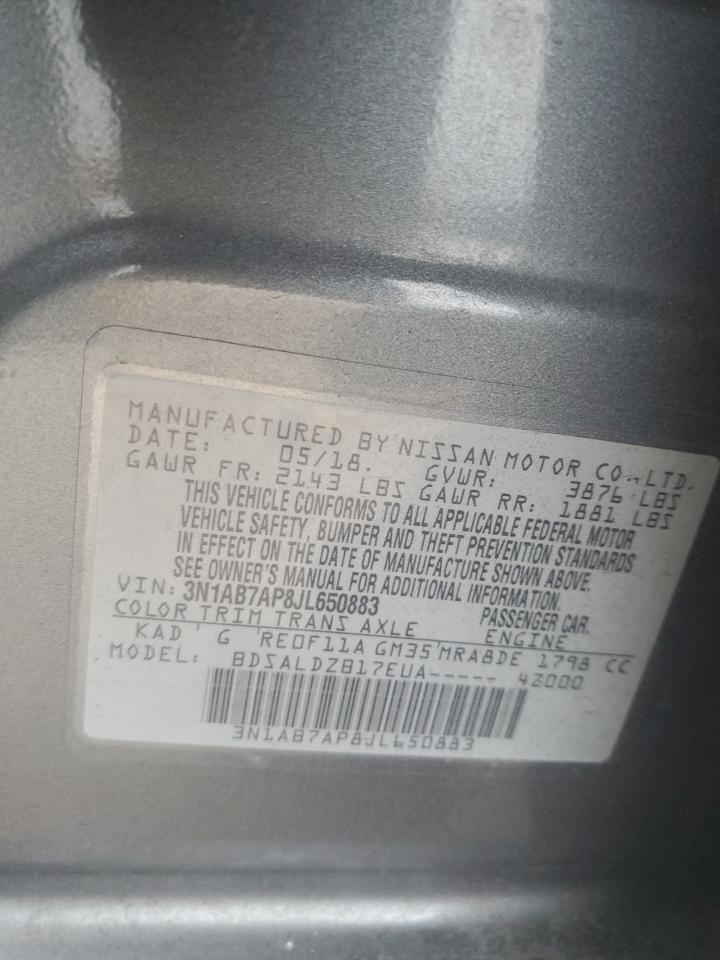 MANUFACTURED BY NISSAN MOTOR CO., LTD.
DATE: 05/18. GVWR: 3876 LBS
GAWR FR: 2143 LBS GAWR RR: 1881 LBS
THIS VEHICLE CONFORMS TO ALL APPLICABLE FEDERAL MOTOR
VEHICLE SAFETY, BUMPER AND THEFT PREVENTION STANDARDS
IN EFFECT ON THE DATE OF MANUFACTURE SHOWN ABOVE.
SEE OWNER'S MANUAL FOR ADDITIONAL INFORMATION.
VIN: 3N1AB7AP8JL650883 PASSENGER CAR.
COLOR TRIM TRANS AXLE ENGINE
KAD G RE0F11A GM35 MRA8DE 1798 CC
MODEL: BDSALDZB17EUA----- 4Z000
3N1AB7AP8JL650883